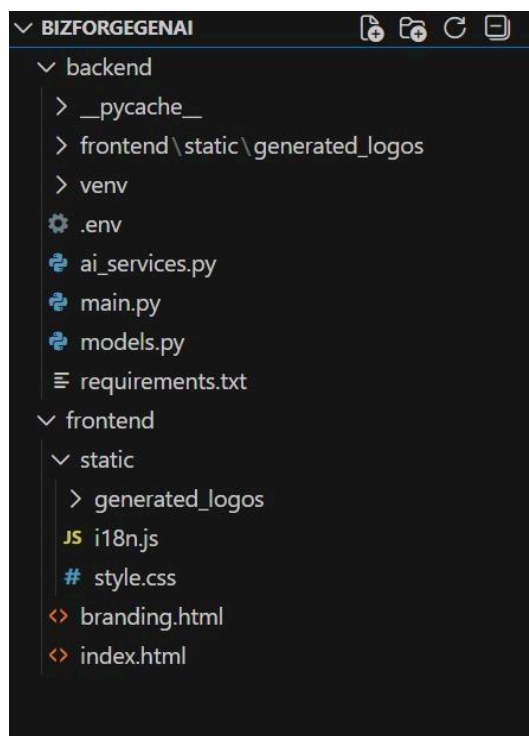 BIZFORGEGENAI
backend
__pycache__
frontend\static\generated_logos
venv
.env
ai_services.py
main.py
models.py
requirements.txt
frontend
static
generated_logos
JS i18n.js
# style.css
<> branding.html
<> index.html